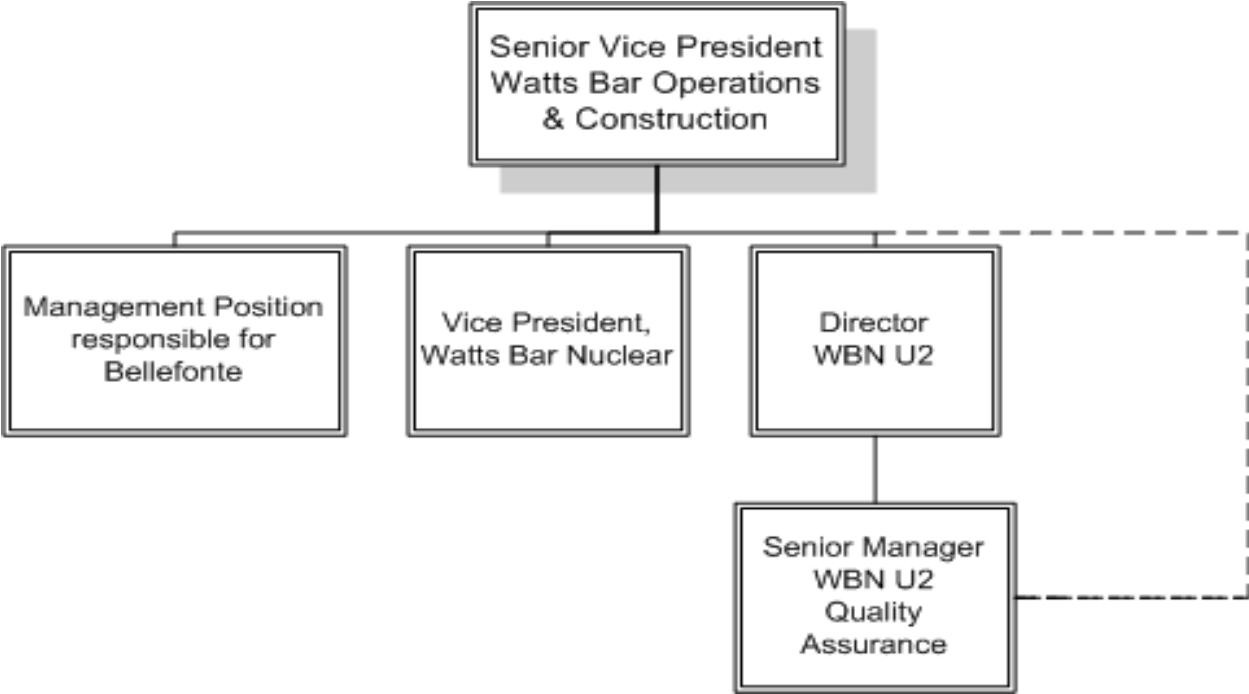 Senior Vice President
Watts Bar Operations
& Construction
Management Position
responsible for
Bellefonte
Vice President,
Watts Bar Nuclear
Director
WBN U2
Senior Manager
WBN U2
Quality
Assurance